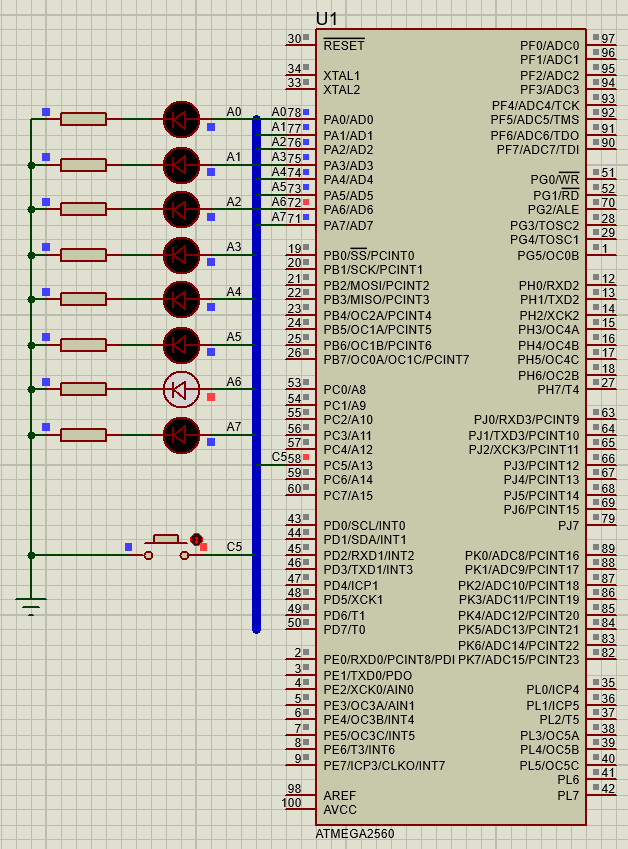 U1
30 RESET PF0/ADC0 97
PF1/ADC1 96
34 XTAL1 PF2/ADC2 95
33 XTAL2 PF3/ADC3 94
PF4/ADC4/TCK 93
A0 A0 78 PA0/AD0 PF5/ADC5/TMS 92
A1 77 PA1/AD1 PF6/ADC6/TDO 91
A2 76 PA2/AD2 PF7/ADC7/TDI 90
A1 A3 75 PA3/AD3
A4 74 PA4/AD4 PG0/WR 51
A5 73 PA5/AD5 PG1/RD 52
A2 A6 72 PA6/AD6 PG2/ALE 70
A7 71 PA7/AD7 PG3/TOSC2 28
PG4/TOSC1 29
A3 19 PB0/SS/PCINT0 PG5/OC0B 1
20 PB1/SCK/PCINT1
21 PB2/MOSI/PCINT2 PH0/RXD2 12
A4 22 PB3/MISO/PCINT3 PH1/TXD2 13
23 PB4/OC2A/PCINT4 PH2/XCK2 14
24 PB5/OC1A/PCINT5 PH3/OC4A 15
A5 25 PB6/OC1B/PCINT6 PH4/OC4B 16
26 PB7/OC0A/OC1C/PCINT7 PH5/OC4C 17
PH6/OC2B 18
A6 53 PC0/A8 PH7/T4 27
54 PC1/A9
55 PC2/A10 PJ0/RXD3/PCINT9 63
A7 56 PC3/A11 PJ1/TXD3/PCINT10 64
57 PC4/A12 PJ2/XCK3/PCINT11 65
C5 58 PC5/A13 PJ3/PCINT12 66
59 PC6/A14 PJ4/PCINT13 67
60 PC7/A15 PJ5/PCINT14 68
PJ6/PCINT15 69
43 PD0/SCL/INT0 PJ7 79
44 PD1/SDA/INT1
C5 45 PD2/RXD1/INT2 PK0/ADC8/PCINT16 89
46 PD3/TXD1/INT3 PK1/ADC9/PCINT17 88
47 PD4/ICP1 PK2/ADC10/PCINT18 87
48 PD5/XCK1 PK3/ADC11/PCINT19 86
49 PD6/T1 PK4/ADC12/PCINT20 85
50 PD7/T0 PK5/ADC13/PCINT21 84
PK6/ADC14/PCINT22 83
2 PE0/RXD0/PCINT8/PDI PK7/ADC15/PCINT23 82
3 PE1/TXD0/PDO
4 PE2/XCK0/AIN0 PL0/ICP4 35
5 PE3/OC3A/AIN1 PL1/ICP5 36
6 PE4/OC3B/INT4 PL2/T5 37
7 PE5/OC3C/INT5 PL3/OC5A 38
8 PE6/T3/INT6 PL4/OC5B 39
9 PE7/ICP3/CLKO/INT7 PL5/OC5C 40
PL6 41
98 AREF PL7 42
100 AVCC
ATMEGA2560